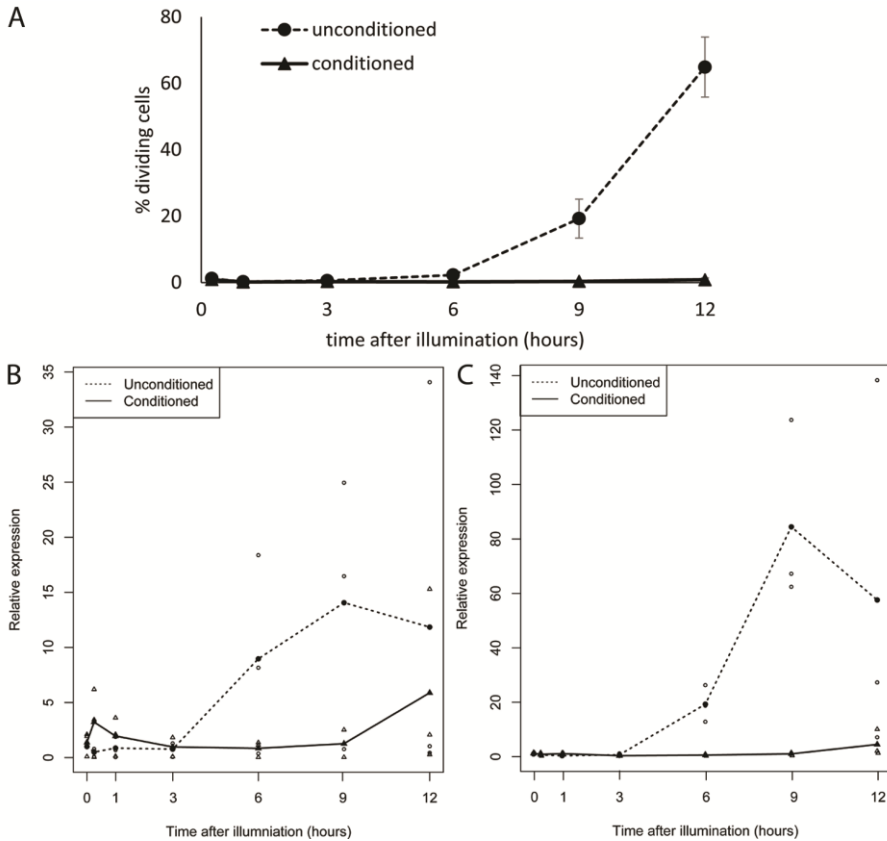 A
80
60
40
20
0
% dividing cells
unconditioned
conditioned
0 3 6 9 12
time after illumination (hours)
B
35
30
25
20
15
10
5
0
Relative expression
Unconditioned
Conditioned
0 1 3 6 9 12
Time after illumniation (hours)
C
140
120
100
80
60
40
20
0
Relative expression
Unconditioned
Conditioned
0 1 3 6 9 12
Time after illumination (hours)